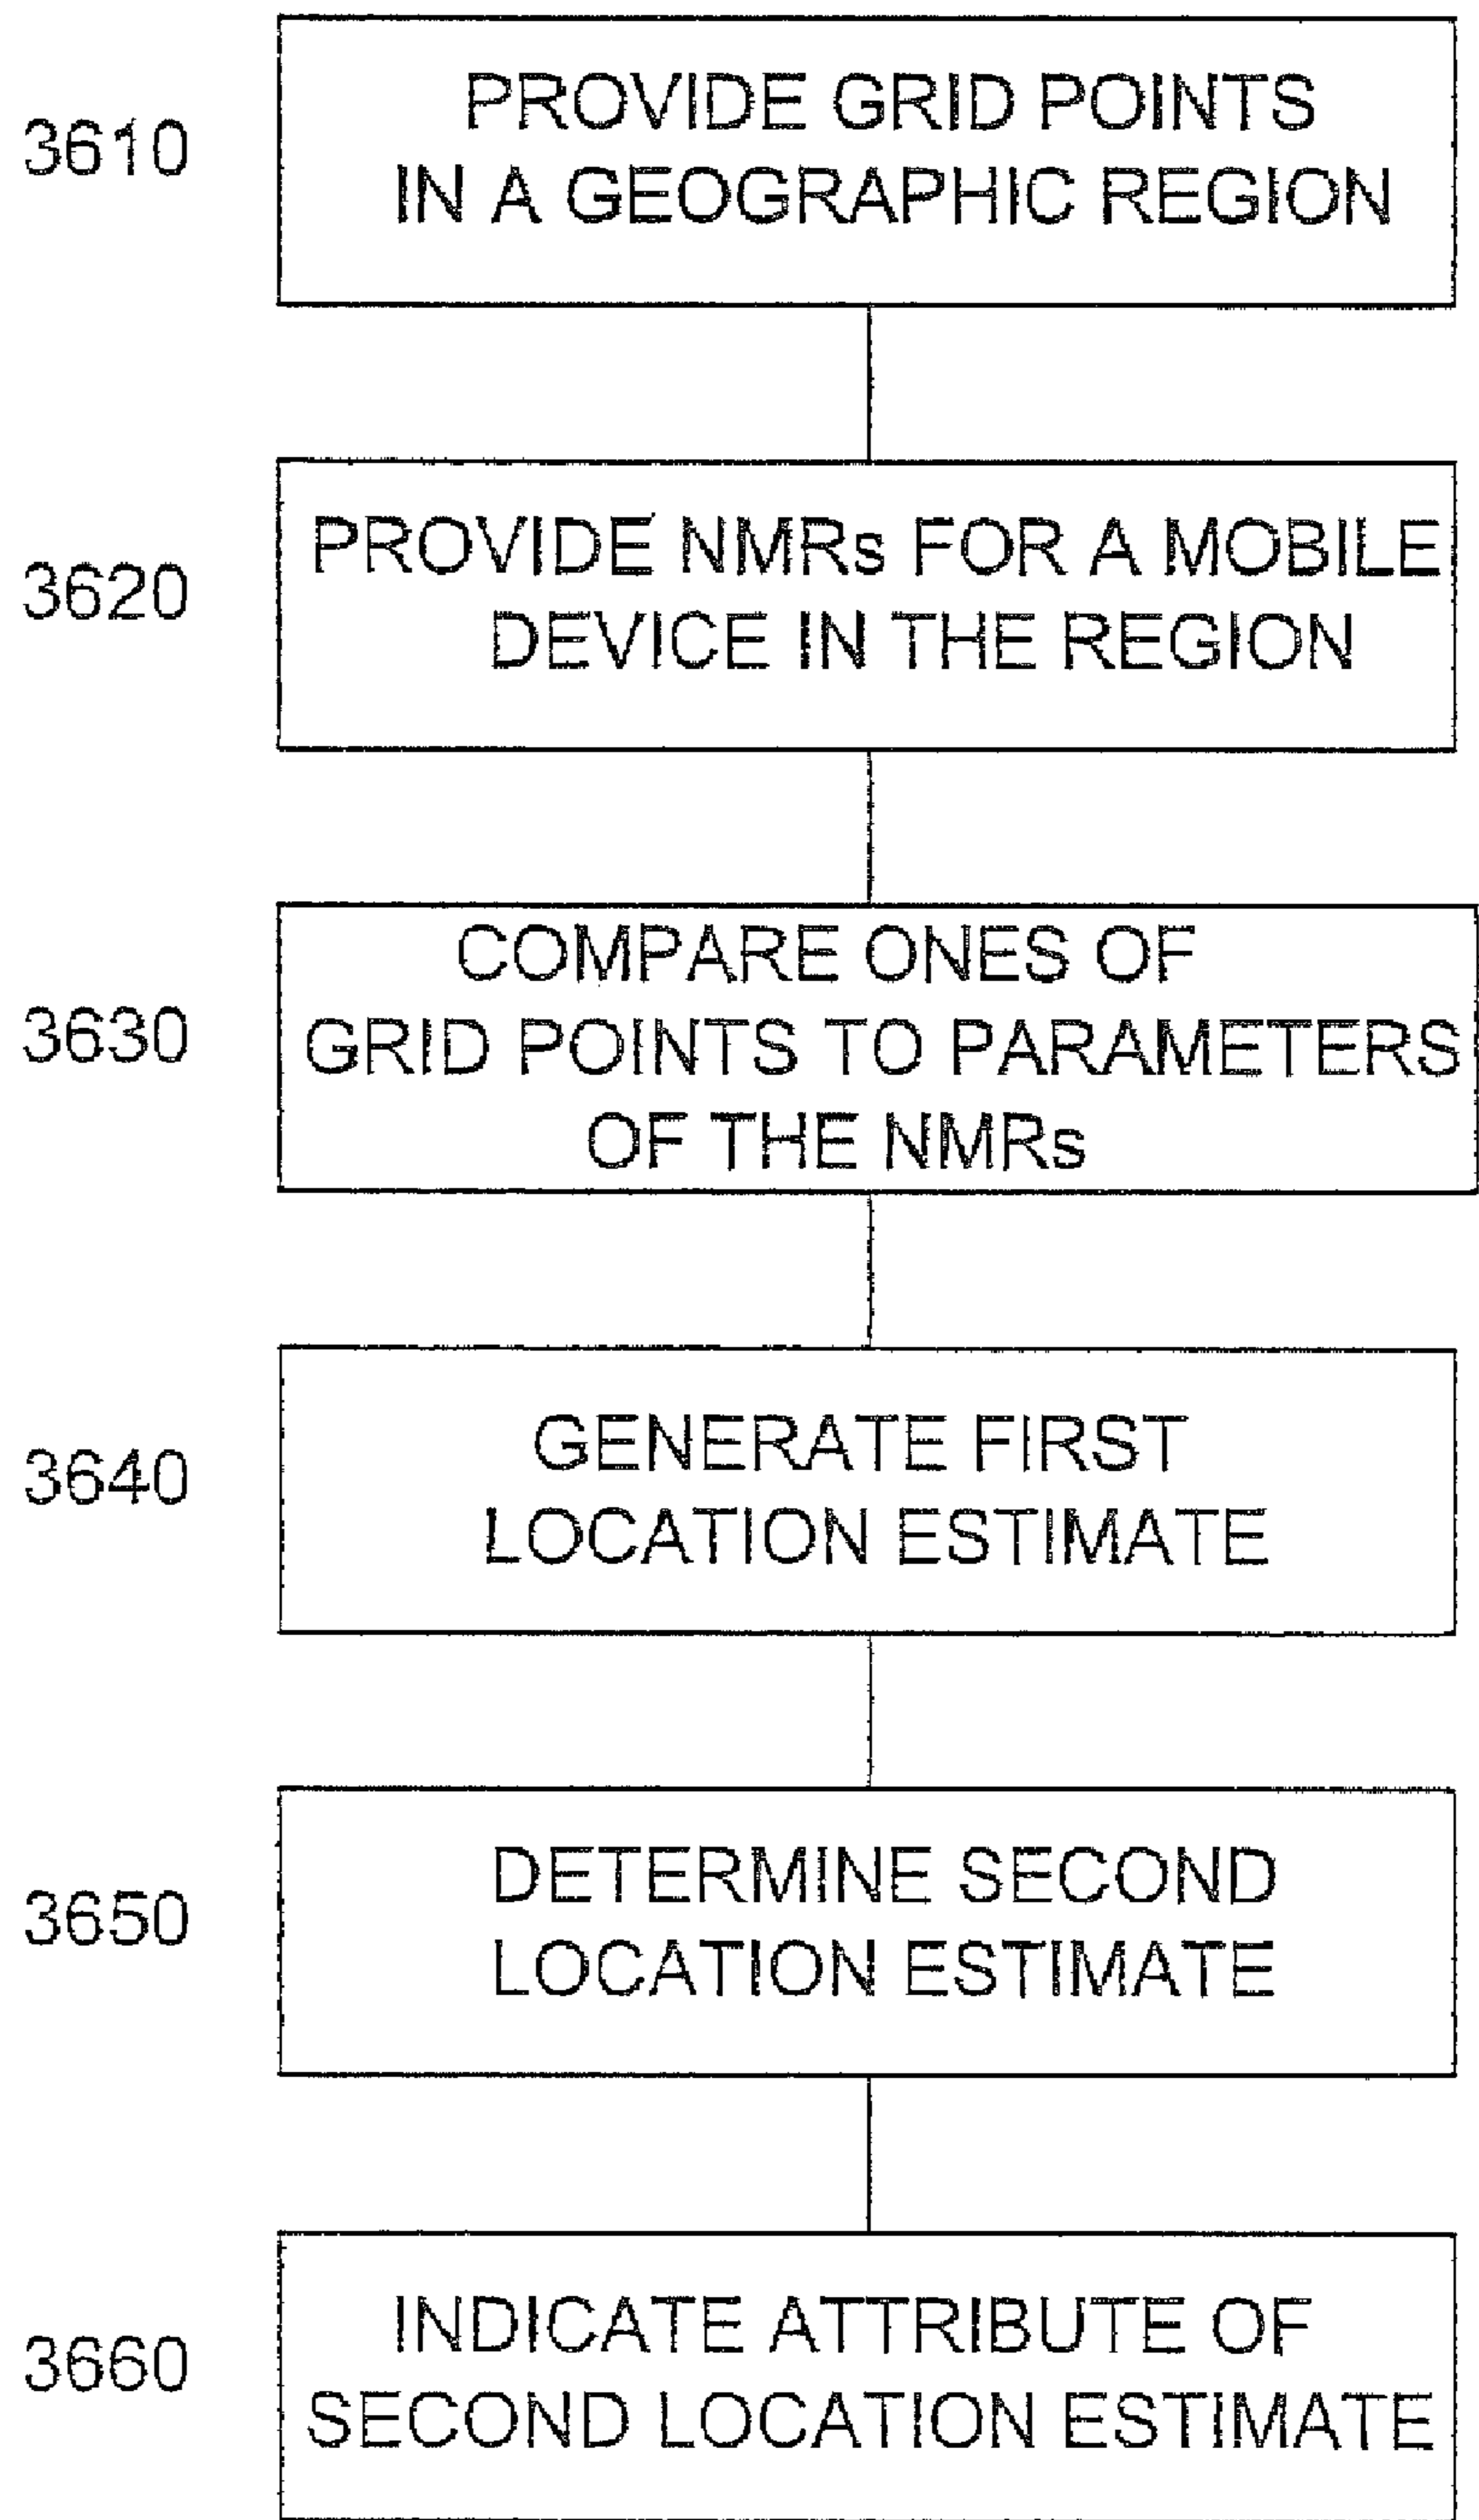 3610
PROVIDE GRID POINTS
IN A GEOGRAPHIC REGION
3620
PROVIDE NMRs FOR A MOBILE
DEVICE IN THE REGION
3630
COMPARE ONES OF
GRID POINTS TO PARAMETERS
OF THE NMRs
3640
GENERATE FIRST
LOCATION ESTIMATE
3650
DETERMINE SECOND
LOCATION ESTIMATE
3660
INDICATE ATTRIBUTE OF
SECOND LOCATION ESTIMATE